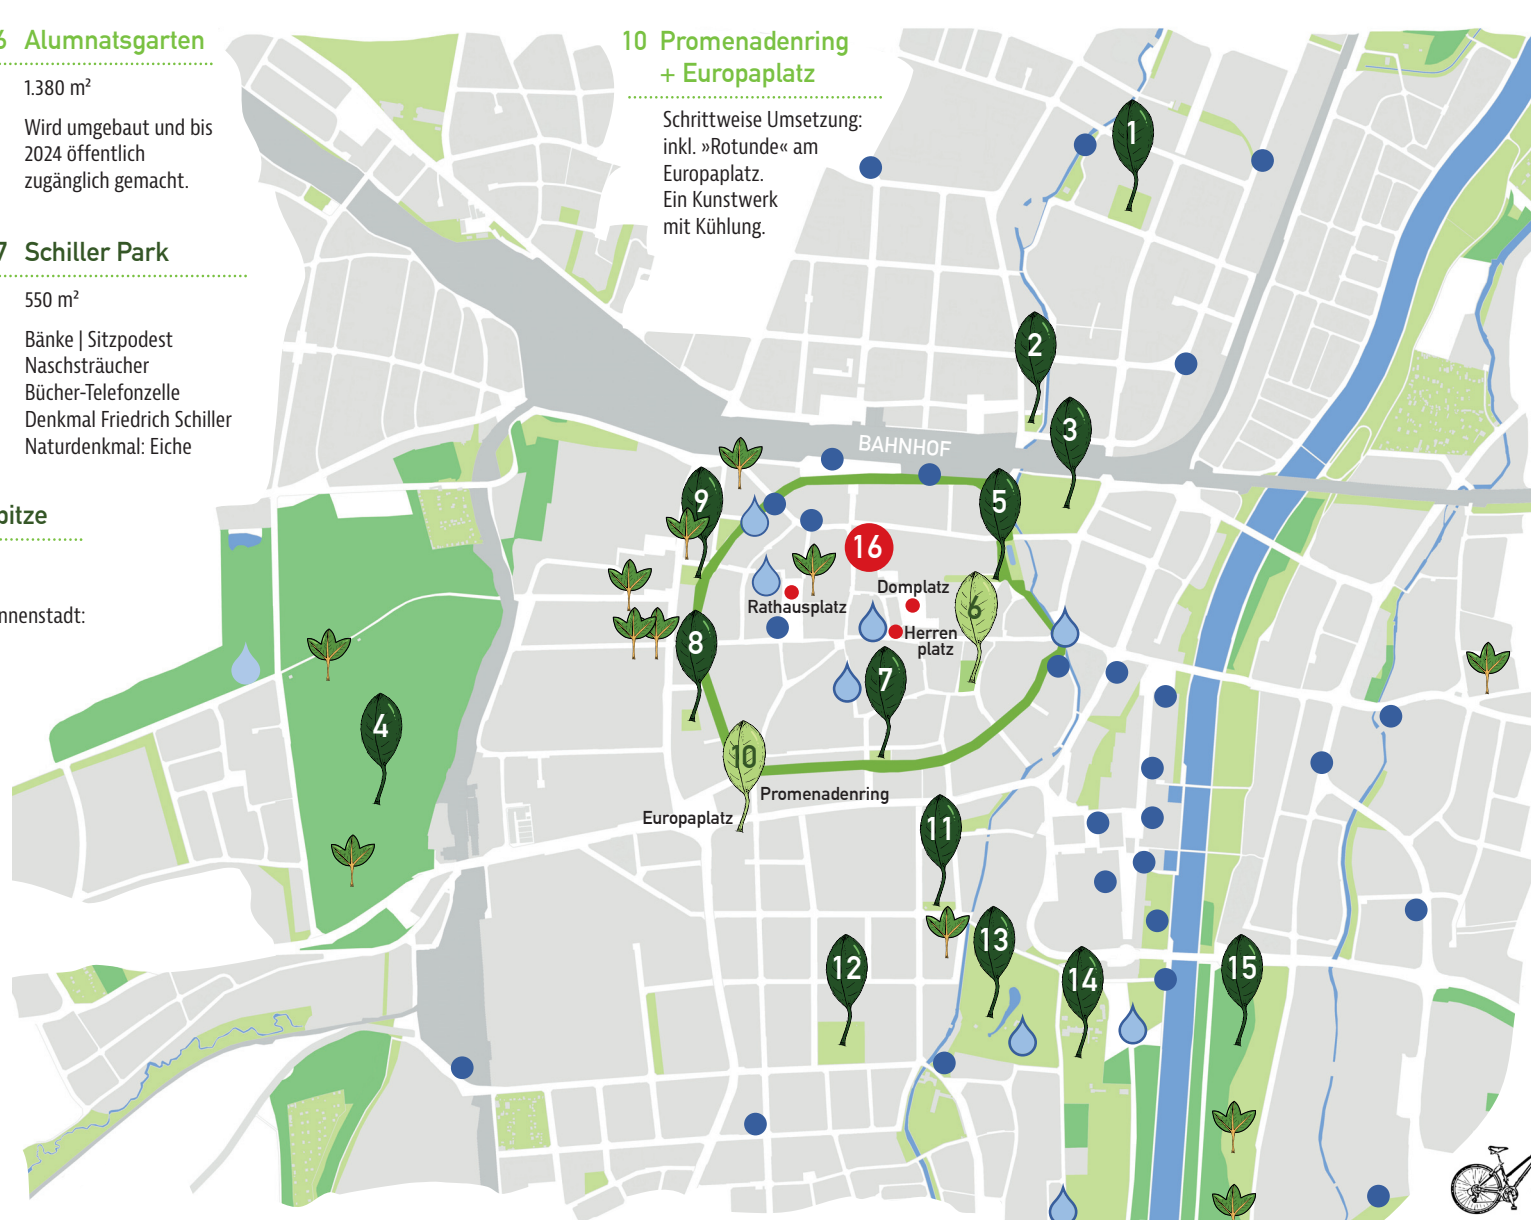 6 Alumnatsgarten
1.380 m²
Wird umgebaut und bis
2024 öffentlich
zugänglich gemacht.
7 Schiller Park
550 m²
Bänke | Sitzpodest
Naschsträucher
Bücher-Telefonzelle
Denkmal Friedrich Schiller
Naturdenkmal: Eiche
pitze
nnenstadt:
10 Promenadenring
+ Europaplatz
Schrittweise Umsetzung:
inkl. »Rotunde« am
Europaplatz.
Ein Kunstwerk
mit Kühlung.
1
2
3
BAHNHOF
9
5
16
Domplatz
Rathausplatz
6
Herren
platz
8
7
4
10
Promenadenring
Europaplatz
11
13
12
14
15